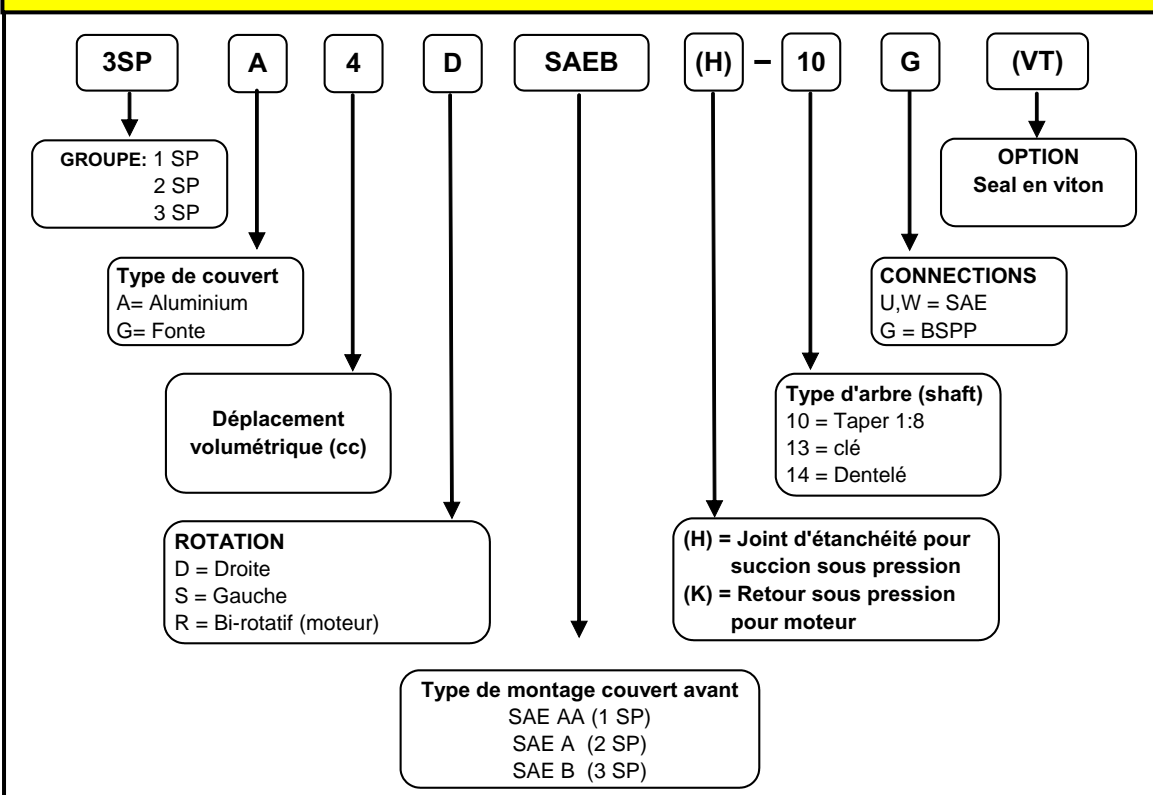 3SP A 4 D SAEB (H) – 10 G (VT)
GROUPE: 1 SP
2 SP
3 SP
OPTION
Seal en viton
Type de couvert
A= Aluminium
G= Fonte
CONNECTIONS
U,W = SAE
G = BSPP
Déplacement
volumétrique (cc)
Type d'arbre (shaft)
10 = Taper 1:8
13 = clé
14 = Dentelé
ROTATION
D = Droite
S = Gauche
R = Bi-rotatif (moteur)
(H) = Joint d'étanchéité pour
succion sous pression
(K) = Retour sous pression
pour moteur
Type de montage couvert avant
SAE AA (1 SP)
SAE A (2 SP)
SAE B (3 SP)